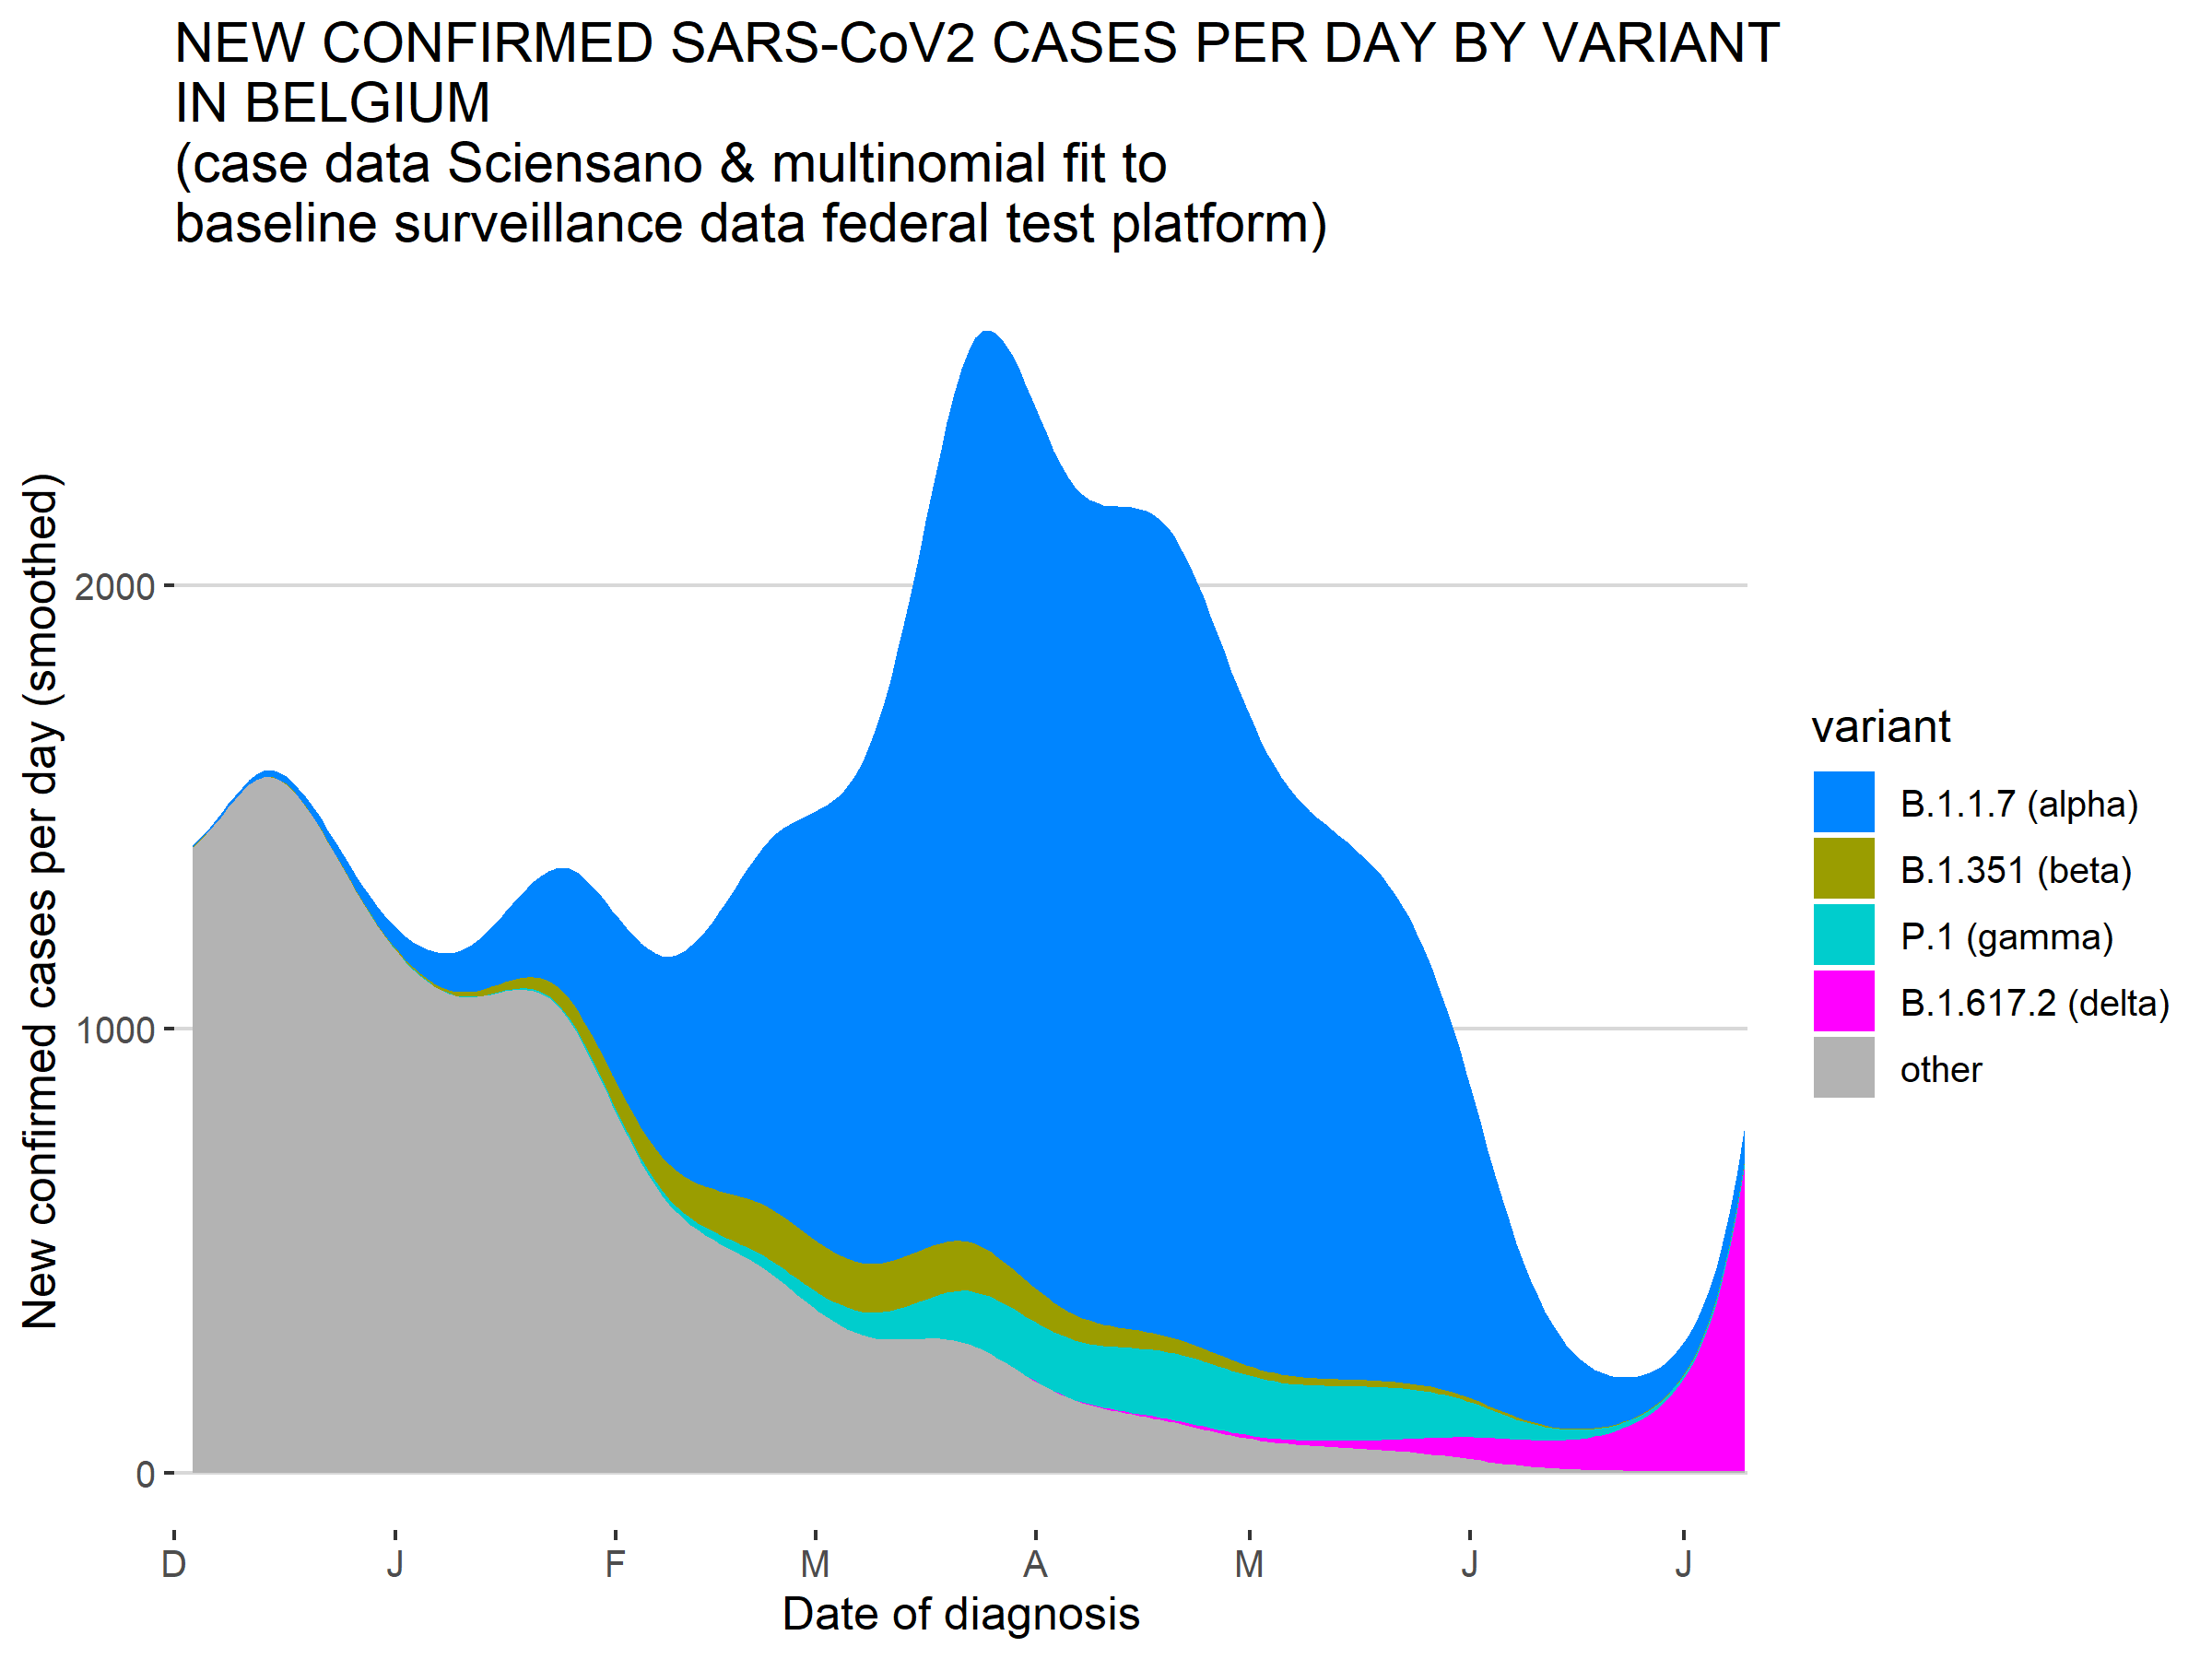 NEW CONFIRMED SARS-CoV2 CASES PER DAY BY VARIANT
IN BELGIUM
(case data Sciensano & multinomial fit to
baseline surveillance data federal test platform)
New confirmed cases per day (smoothed)
2000
1000
0
D J F M A M J J
Date of diagnosis
variant
B.1.1.7 (alpha)
B.1.351 (beta)
P.1 (gamma)
B.1.617.2 (delta)
other